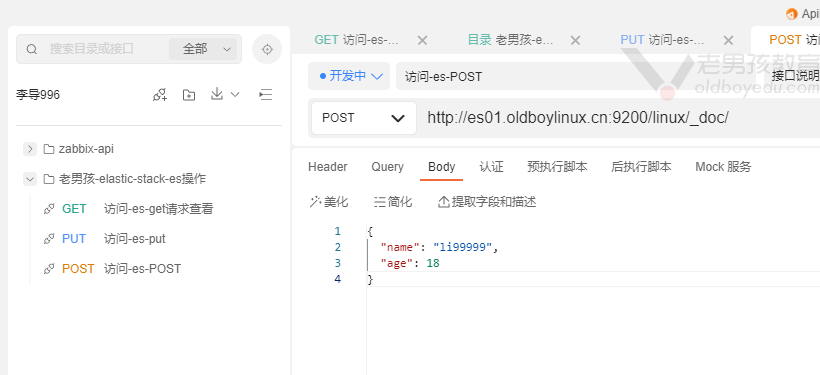 Api
搜索目录或接口 全部
GET 访问-es-...
目录 老男孩-e...
PUT 访问-es-...
POST 访
李导996
开发中
访问-es-POST
接口说明
老男孩教育
oldboyedu.com
POST
http://es01.oldboylinux.cn:9200/linux/_doc/
zabbix-api
老男孩-elastic-stack-es操作
GET 访问-es-get请求查看
PUT 访问-es-put
POST 访问-es-POST
Header Query Body 认证 预执行脚本 后执行脚本 Mock 服务
美化 简化 提取字段和描述
1 {
2 "name": "li99999",
3 "age": 18
4 }